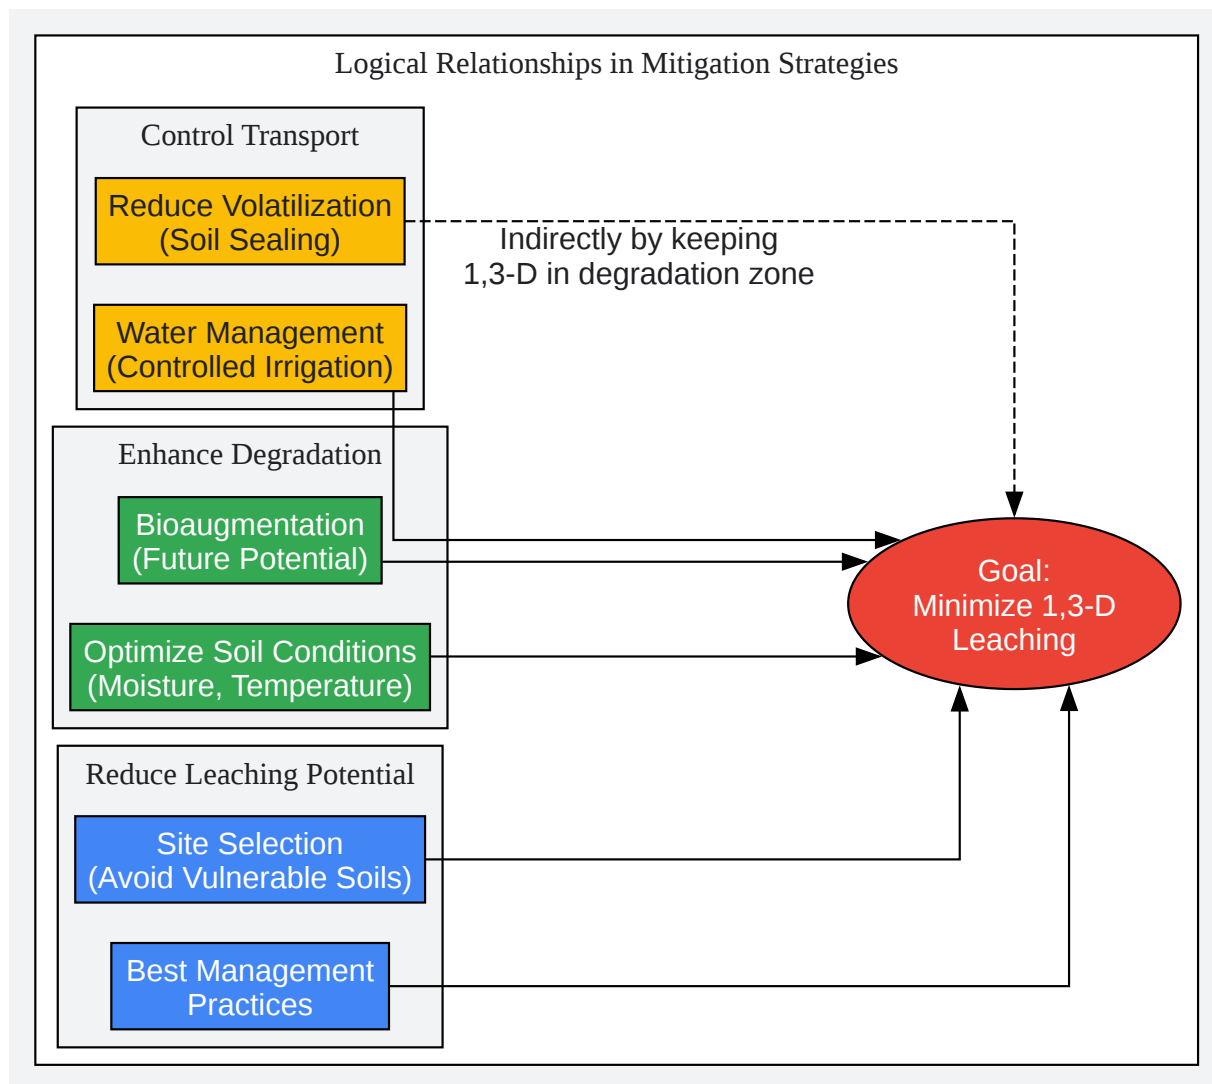 Logical Relationships in Mitigation Strategies
Control Transport
Reduce Volatilization
(Soil Sealing)
Indirectly by keeping
1,3-D in degradation zone
Water Management
(Controlled Irrigation)
Enhance Degradation
Bioaugmentation
(Future Potential)
Optimize Soil Conditions
(Moisture, Temperature)
Goal:
Minimize 1,3-D
Leaching
Reduce Leaching Potential
Site Selection
(Avoid Vulnerable Soils)
Best Management
Practices